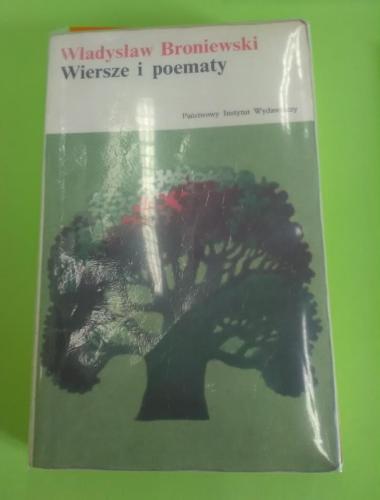 Władysław Broniewski
Wiersze i poematy
Państwowy Instytut Wydawniczy